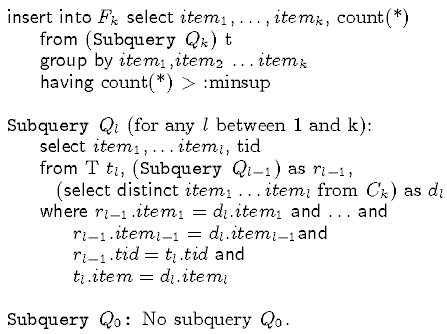 insert into F_k select item_1, . . . , item_k, count(*)
from (Subquery Q_k) t
group by item_1,item_2 . . . item_k
having count(*) > :minsup
Subquery Q_l (for any l between 1 and k):
select item_1, . . . item_l, tid
from T t_l, (Subquery Q_{l-1}) as r_{l-1},
(select distinct item_1 . . . item_l from C_k) as d_l
where r_{l-1}.item_1 = d_l.item_1 and . . . and
r_{l-1}.item_{l-1} = d_l.item_{l-1}and
r_{l-1}.tid = t_l.tid and
t_l.item = d_l.item_l
Subquery Q_0: No subquery Q_0.